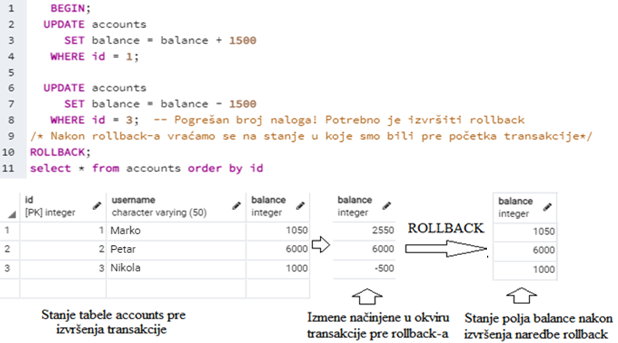 1 BEGIN;
2 UPDATE accounts
3 SET balance = balance + 1500
4 WHERE id = 1;
5
6 UPDATE accounts
7 SET balance = balance - 1500
8 WHERE id = 3; -- Pogrešan broj naloga! Potrebno je izvršiti rollback
9 /* Nakon rollback-a vraćamo se na stanje u koje smo bili pre početka transakcije*/
10 ROLLBACK;
11 select * from accounts order by id
id username balance balance balance
[PK] integer character varying (50) integer integer integer
ROLLBACK
1 1 Marko 1050 2550 1050
2 2 Petar 6000 6000 6000
3 3 Nikola 1000 -500 1000
Stanje tabele accounts pre
izvršenja transakcije
Izmene načinjene u okviru
transakcije pre rollback-a
Stanje polja balance nakon
izvršenja naredbe rollback